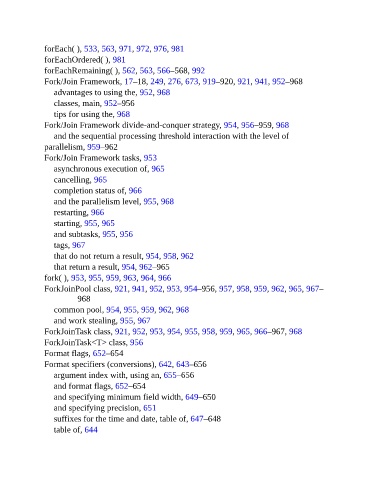 forEach( ), 533, 563, 971, 972, 976, 981
forEachOrdered( ), 981
forEachRemaining( ), 562, 563, 566–568, 992
Fork/Join Framework, 17–18, 249, 276, 673, 919–920, 921, 941, 952–968
advantages to using the, 952, 968
classes, main, 952–956
tips for using the, 968
Fork/Join Framework divide-and-conquer strategy, 954, 956–959, 968
and the sequential processing threshold interaction with the level of
parallelism, 959–962
Fork/Join Framework tasks, 953
asynchronous execution of, 965
cancelling, 965
completion status of, 966
and the parallelism level, 955, 968
restarting, 966
starting, 955, 965
and subtasks, 955, 956
tags, 967
that do not return a result, 954, 958, 962
that return a result, 954, 962–965
fork( ), 953, 955, 959, 963, 964, 966
ForkJoinPool class, 921, 941, 952, 953, 954–956, 957, 958, 959, 962, 965, 967–
968
common pool, 954, 955, 959, 962, 968
and work stealing, 955, 967
ForkJoinTask class, 921, 952, 953, 954, 955, 958, 959, 965, 966–967, 968
ForkJoinTask<T> class, 956
Format flags, 652–654
Format specifiers (conversions), 642, 643–656
argument index with, using an, 655–656
and format flags, 652–654
and specifying minimum field width, 649–650
and specifying precision, 651
suffixes for the time and date, table of, 647–648
table of, 644